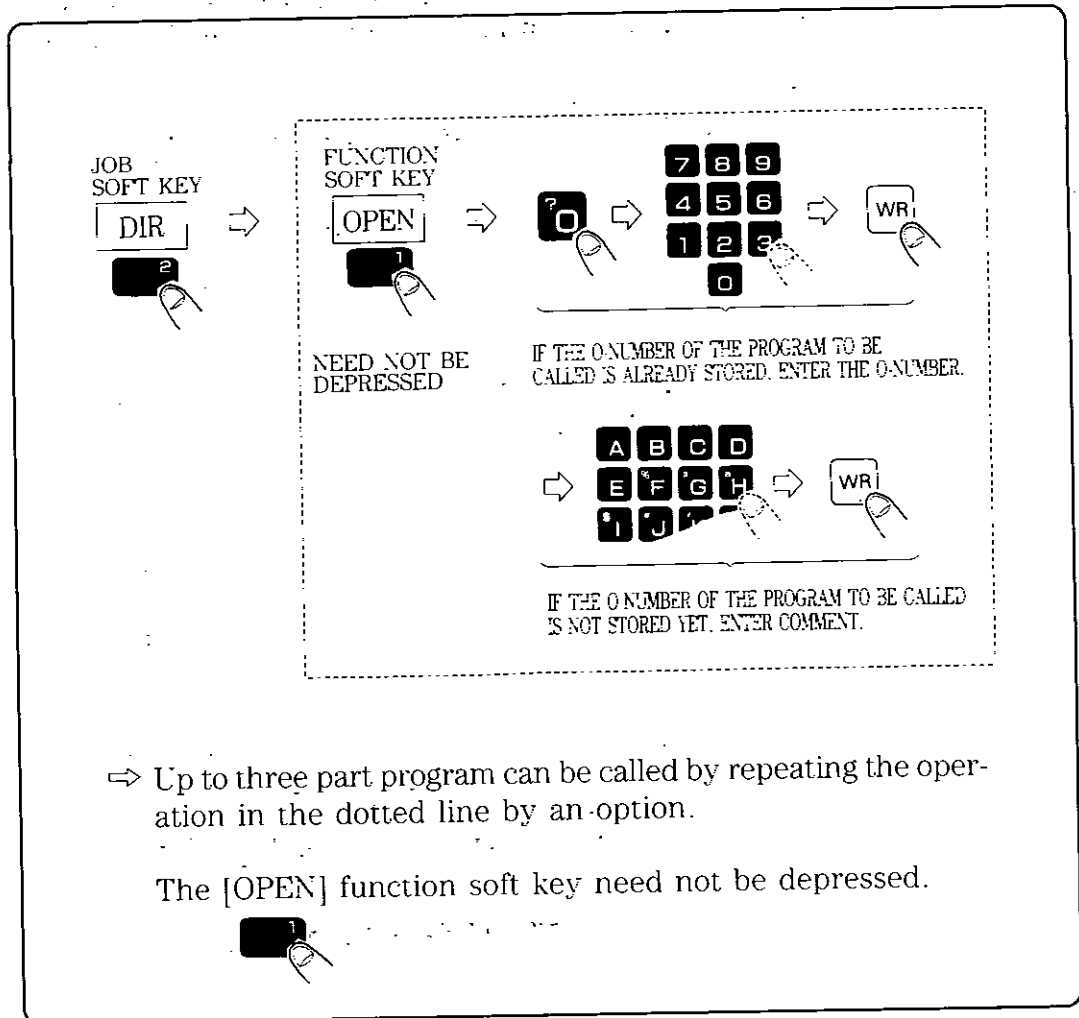 JOB
SOFT KEY
DIR
2
FUNCTION
SOFT KEY
OPEN
1
NEED NOT BE
DEPRESSED
? O
7 8 9
4 5 6
1 2 3
0
WR
IF THE O-NUMBER OF THE PROGRAM TO BE
CALLED IS ALREADY STORED, ENTER THE O-NUMBER.
A B C D
E F G H
I J
WR
IF THE O NUMBER OF THE PROGRAM TO BE CALLED
IS NOT STORED YET, ENTER COMMENT.
⇨ Up to three part program can be called by repeating the oper-
ation in the dotted line by an option.
The [OPEN] function soft key need not be depressed.
1